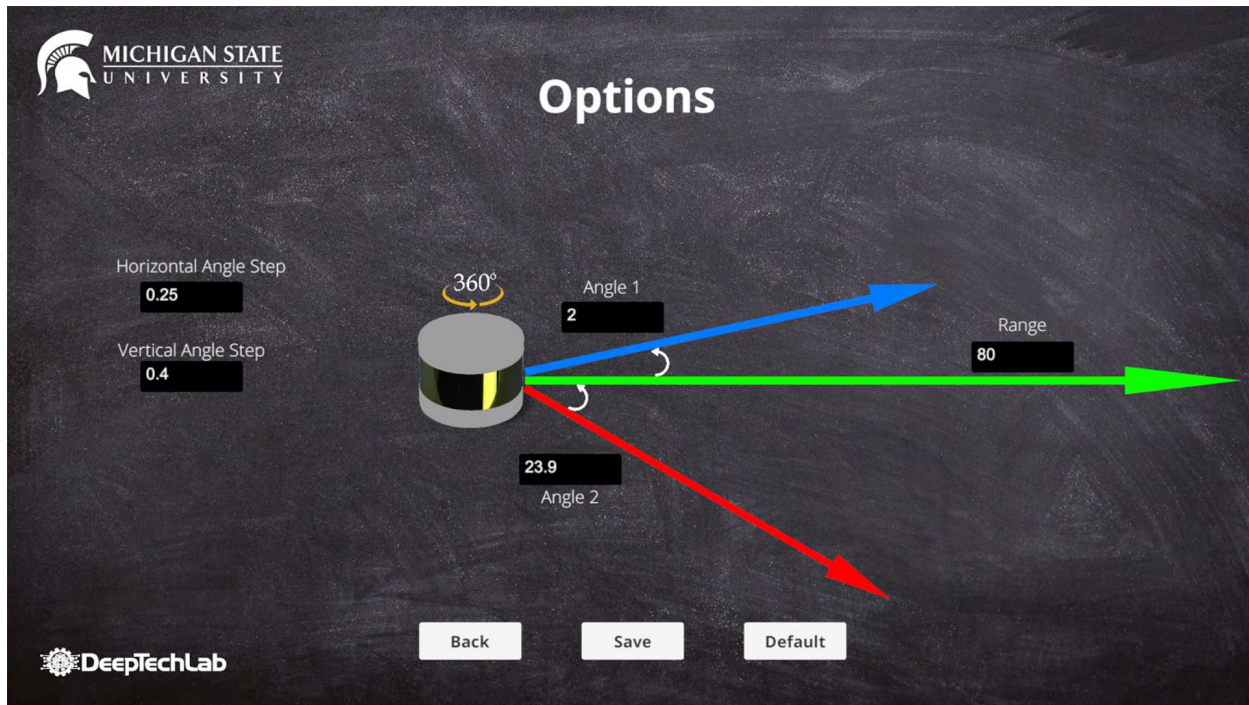 MICHIGAN STATE
UNIVERSITY
Options
Horizontal Angle Step
0.25
Vertical Angle Step
0.4
360°
Angle 1
2
Range
80
23.9
Angle 2
Back
Save
Default
DeepTechLab